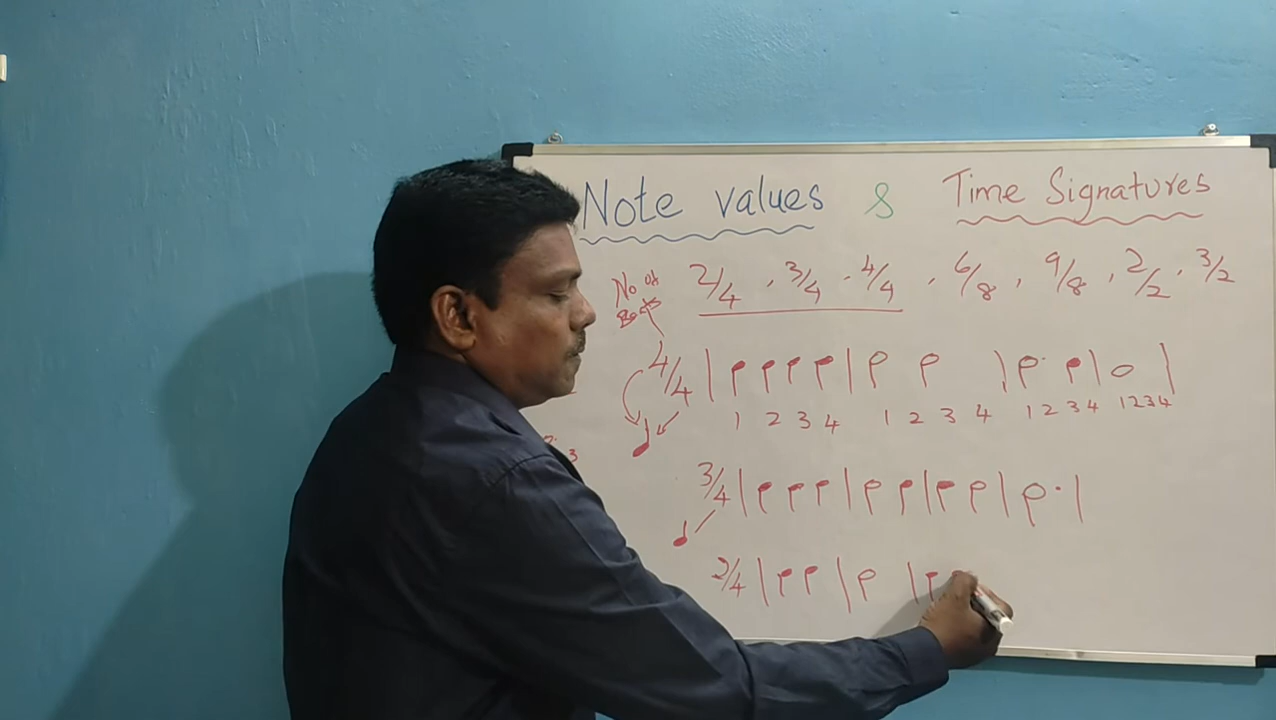 Note values & Time Signatures
No of Beats 2/4 , 3/4 , 4/4 , 6/8 , 9/8 , 2/2 , 3/2
4/4
1 2 3 4 1 2 3 4 1 2 3 4 1 2 3 4
3
3/4
2/4